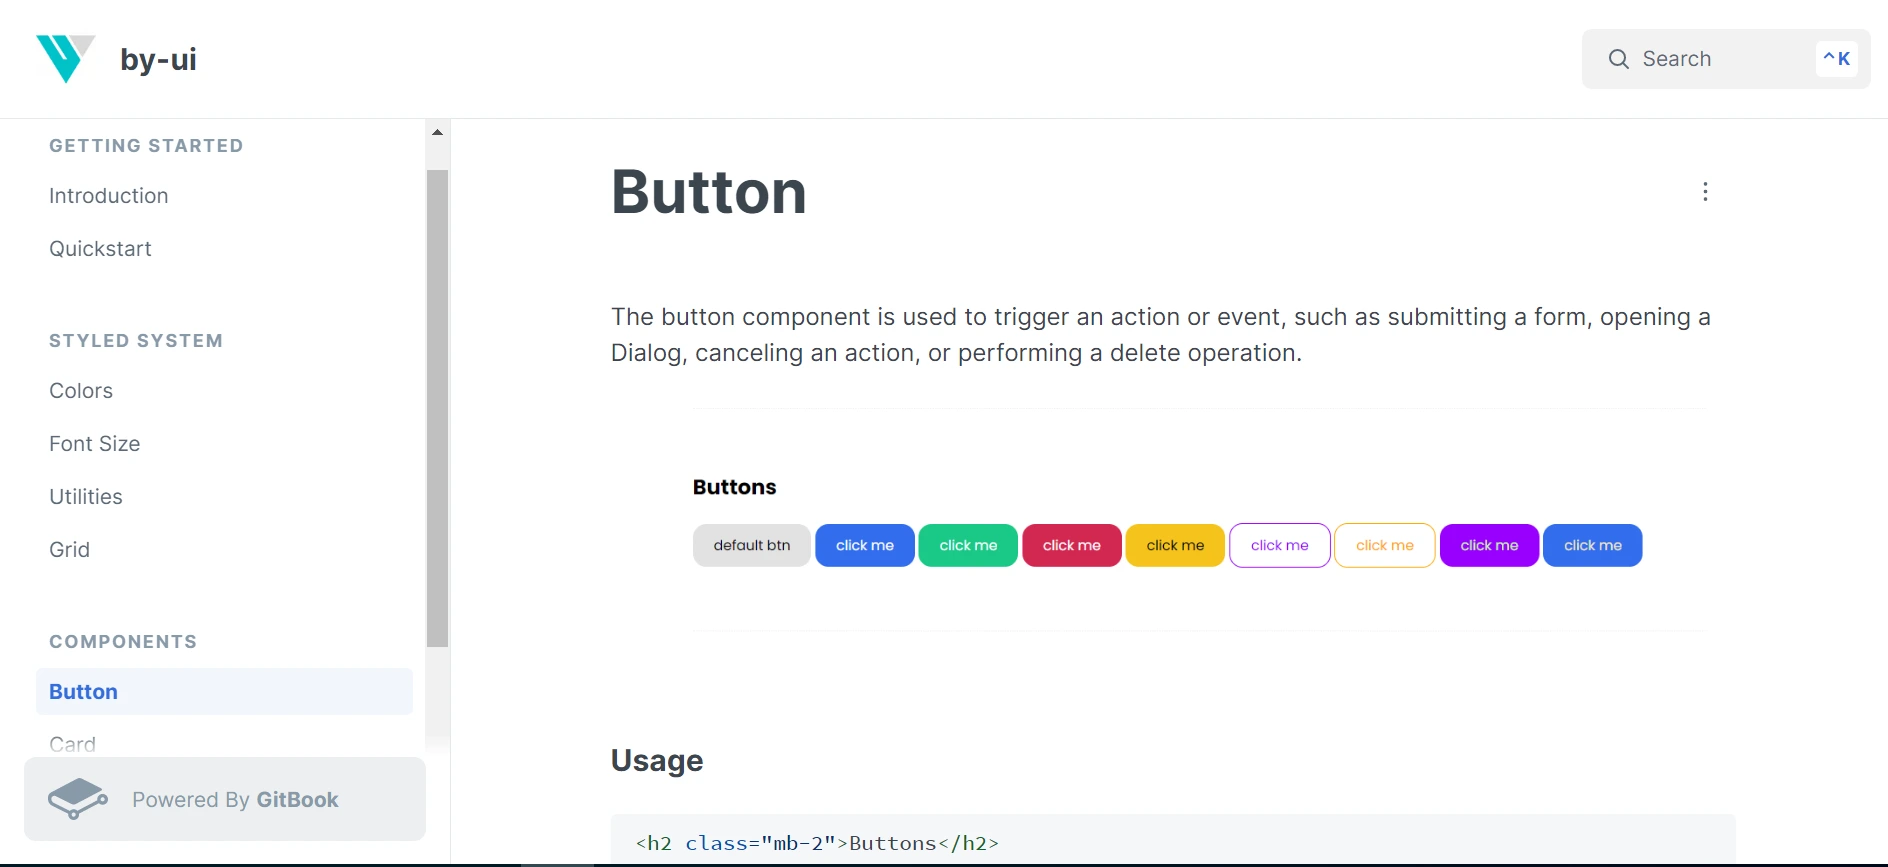 by-ui
Search
^K
GETTING STARTED
Introduction
Quickstart
STYLED SYSTEM
Colors
Font Size
Utilities
Grid
COMPONENTS
Button
Card
Powered By GitBook
Button
The button component is used to trigger an action or event, such as submitting a form, opening a
Dialog, canceling an action, or performing a delete operation.
Buttons
default btn click me click me click me click me click me click me click me click me
Usage
<h2 class="mb-2">Buttons</h2>